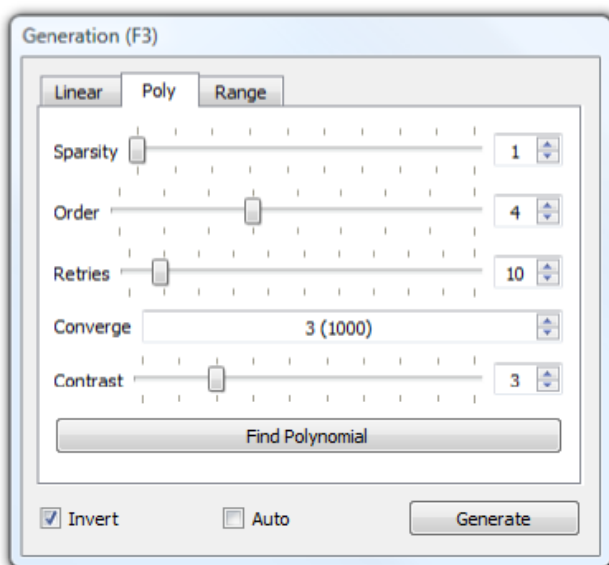 Generation (F3)
Linear Poly Range
Sparsity 1
Order 4
Retries 10
Converge 3 (1000)
Contrast 3
Find Polynomial
Invert Auto Generate